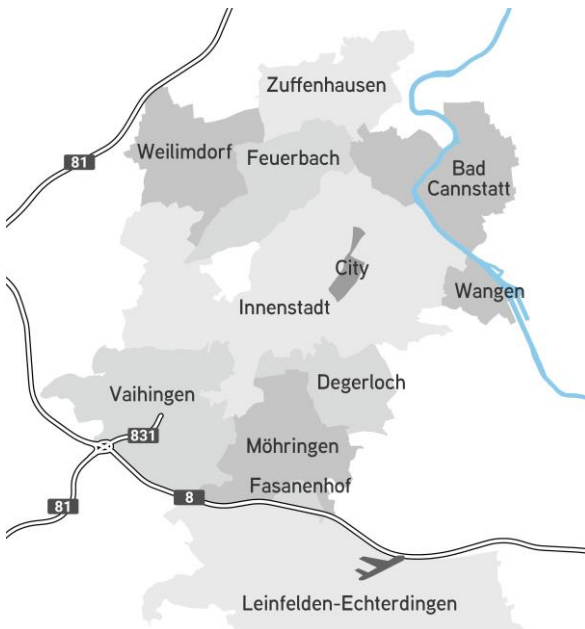 Zuffenhausen
81
Weilimdorf
Feuerbach
Bad
Cannstatt
City
Innenstadt
Wangen
Degerloch
Vaihingen
831
Möhringen
Fasanenhof
81
8
Leinfelden-Echterdingen